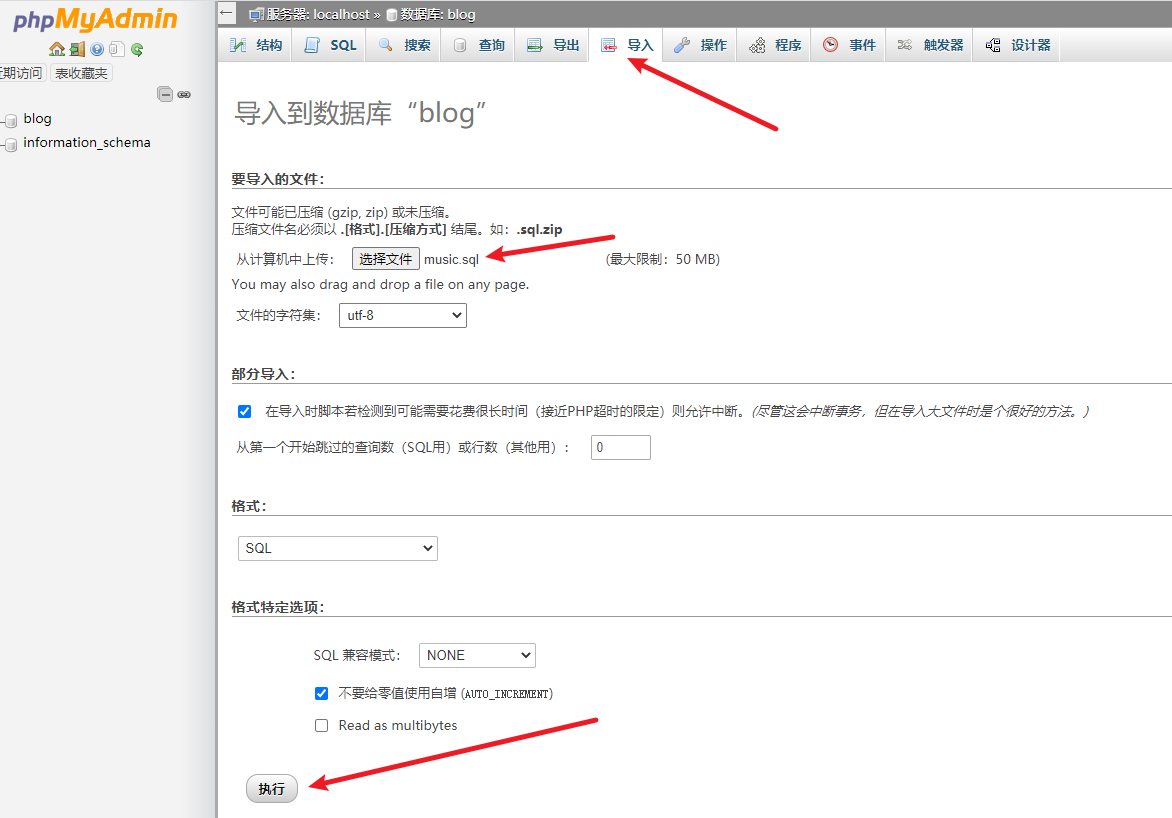 phpMyAdmin
近期访问 表收藏夹
blog
information_schema
服务器: localhost » 数据库: blog
结构 SQL 搜索 查询 导出 导入 操作 程序 事件 触发器 设计器
导入到数据库“blog”
要导入的文件:
文件可能已压缩 (gzip, zip) 或未压缩。
压缩文件名必须以 .[格式].[压缩方式] 结尾。如: .sql.zip
从计算机中上传: 选择文件 music.sql (最大限制: 50 MB)
You may also drag and drop a file on any page.
文件的字符集: utf-8
部分导入:
在导入时脚本若检测到可能需要花费很长时间（接近PHP超时的限定）则允许中断。(尽管这会中断事务，但在导入大文件时是个很好的方法。)
从第一个开始跳过的查询数（SQL用）或行数（其他用）: 0
格式:
SQL
格式特定选项:
SQL 兼容模式: NONE
不要给零值使用自增 (AUTO_INCREMENT)
Read as multibytes
执行